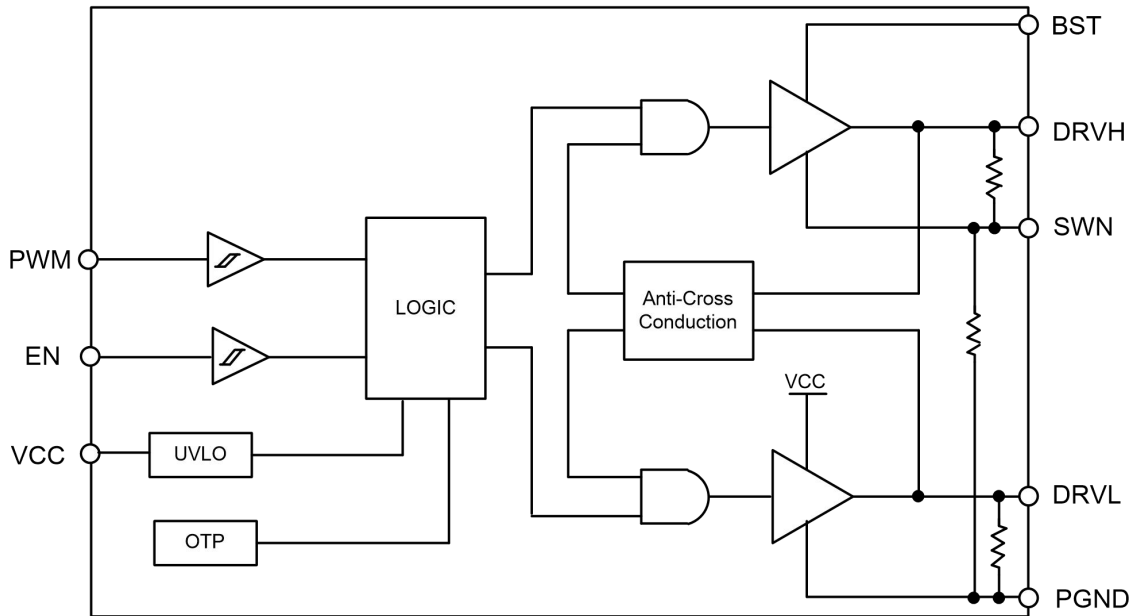 BST
DRVH
SWN
PWM
LOGIC
Anti-Cross
Conduction
EN
VCC
VCC
UVLO
DRVL
OTP
PGND